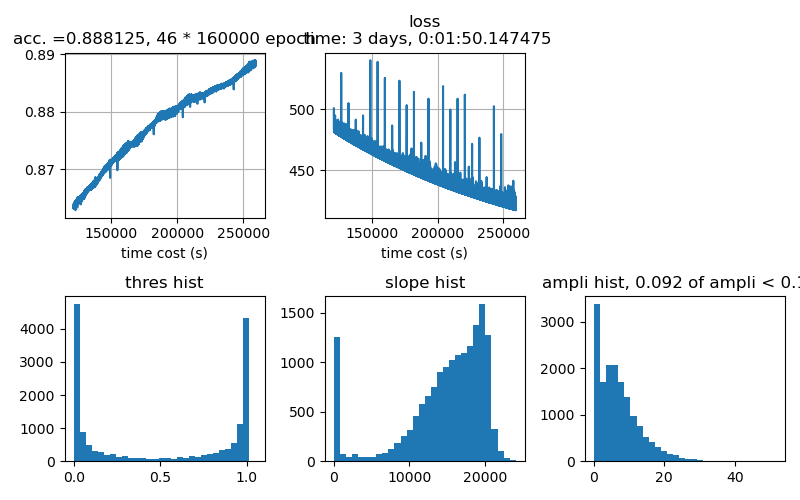 loss
acc. =0.888125, 46 * 160000 epoch
time: 3 days, 0:01:50.147475
0.89
0.88
0.87
150000 200000 250000
time cost (s)
500
450
150000 200000 250000
time cost (s)
thres hist
4000
3000
2000
1000
0
0.0 0.5 1.0
slope hist
1500
1000
500
0
0 10000 20000
ampli hist, 0.092 of ampli < 0.1
3000
2000
1000
0
0 20 40